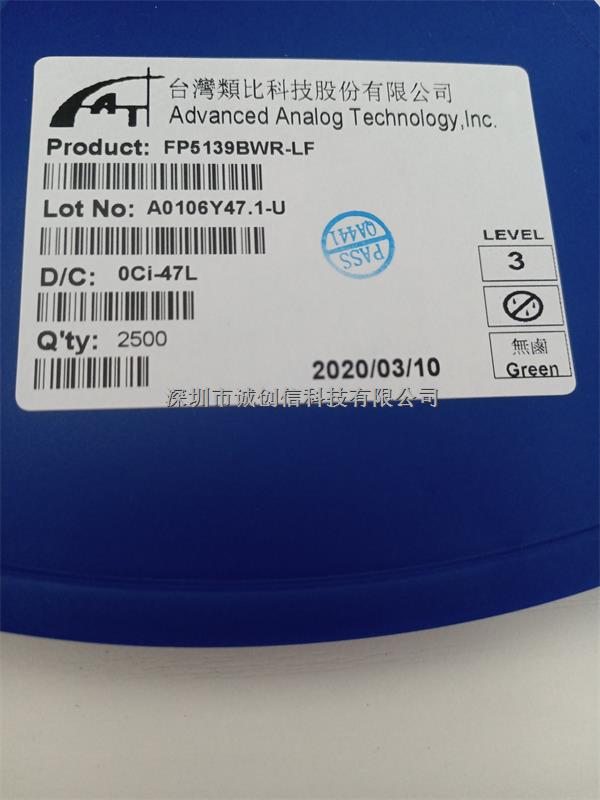 AAT
台灣類比科技股份有限公司
Advanced Analog Technology,Inc.
Product: FP5139BWR-LF
Lot No: A0106Y47.1-U
PASS
QA441
D/C: 0Ci-47L
LEVEL
3
Q'ty: 2500
無鹵
Green
2020/03/10
深圳市诚创信科技有限公司